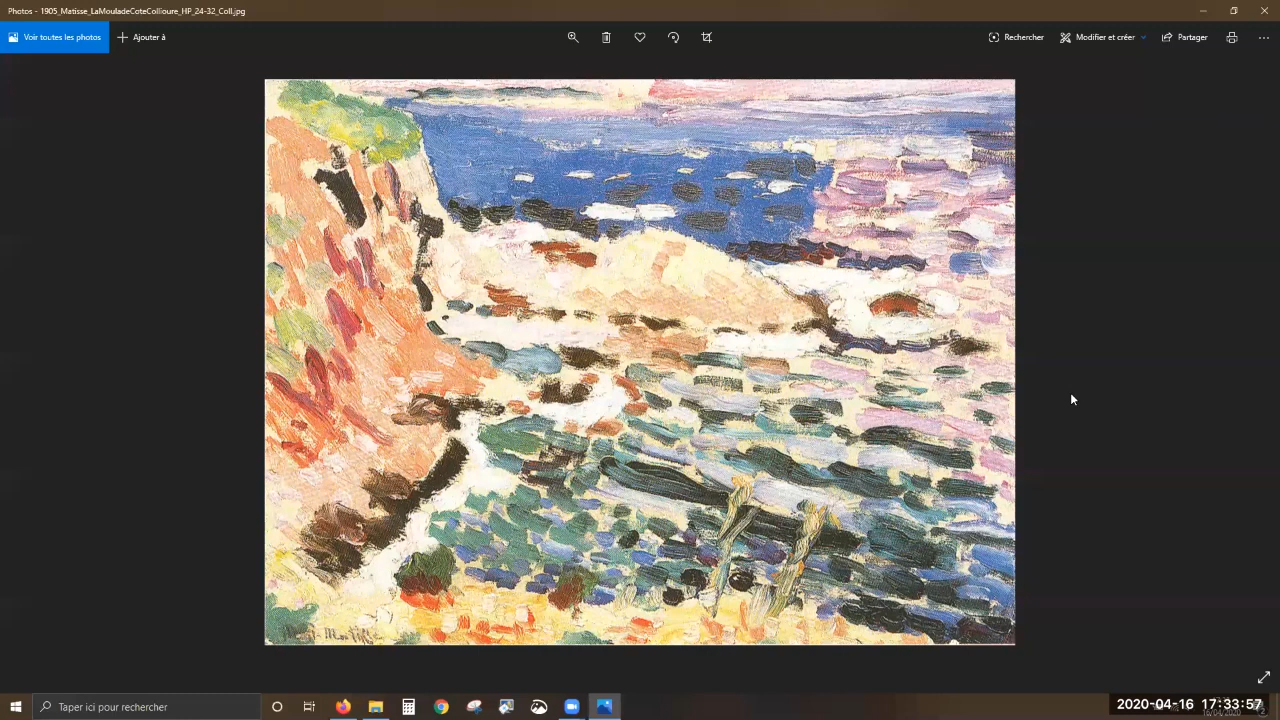 Photos - 1905_Matisse_LaMouladeCoteCollioure_HP_24-32_Coll.jpg
Voir toutes les photos
Ajouter à
Rechercher
Modifier et créer
Partager
Taper ici pour rechercher
2020-04-16 17:33:57